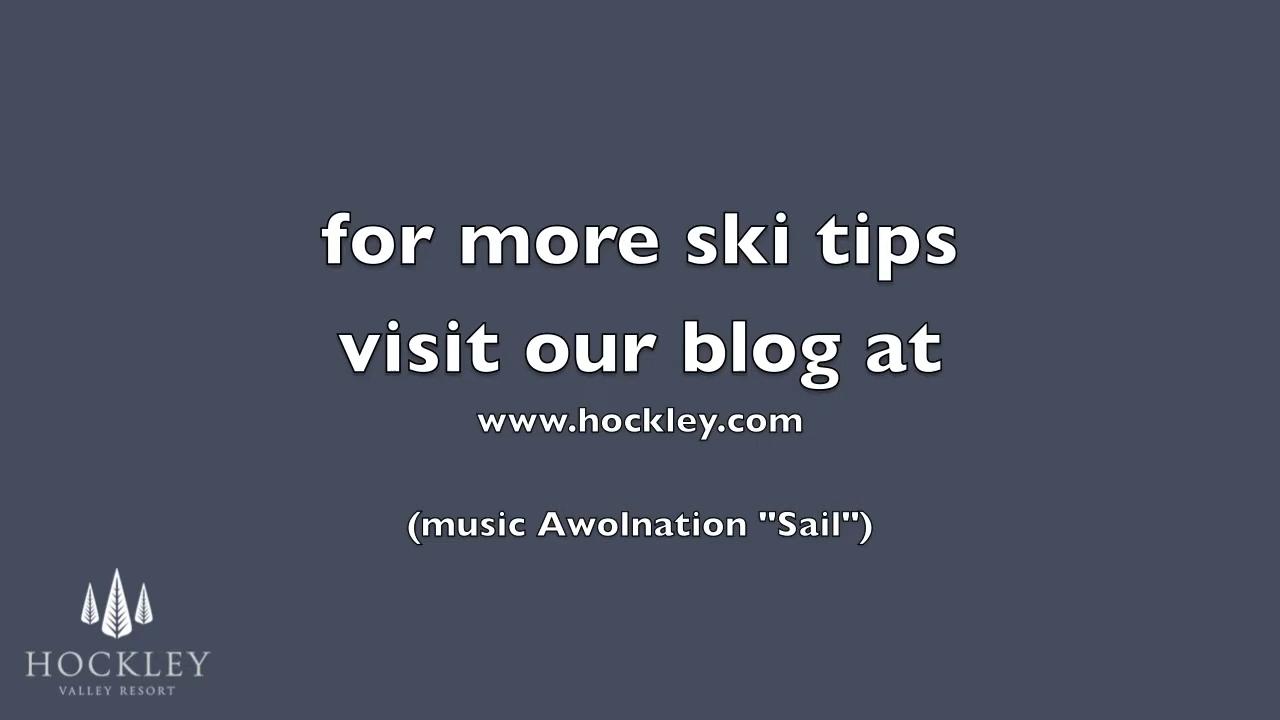 for more ski tips
visit our blog at
www.hockley.com
(music Awolnation "Sail")
HOCKLEY
VALLEY RESORT